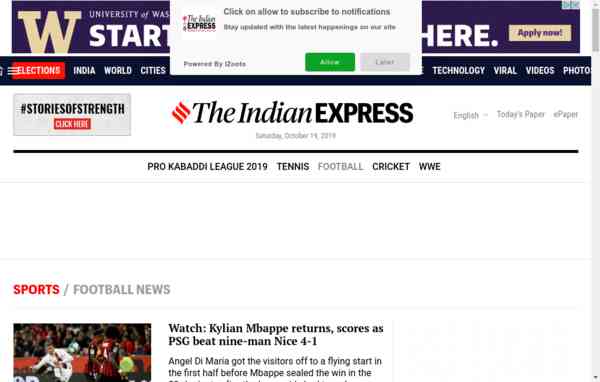 UNIVERSITY of WAS
START
HERE.
Apply now!
The Indian EXPRESS
Click on allow to subscribe to notifications
Stay updated with the latest happenings on our site
Powered By iZooto
Allow
Later
ELECTIONS INDIA WORLD CITIES TECHNOLOGY VIRAL VIDEOS PHOTOS
#STORIESOFSTRENGTH
CLICK HERE
The Indian EXPRESS
Saturday, October 19, 2019
English Today's Paper ePaper
PRO KABADDI LEAGUE 2019 TENNIS FOOTBALL CRICKET WWE
SPORTS / FOOTBALL NEWS
Watch: Kylian Mbappe returns, scores as
PSG beat nine-man Nice 4-1
Angel Di Maria got the visitors off to a flying start in
the first half before Mbappe sealed the win in the